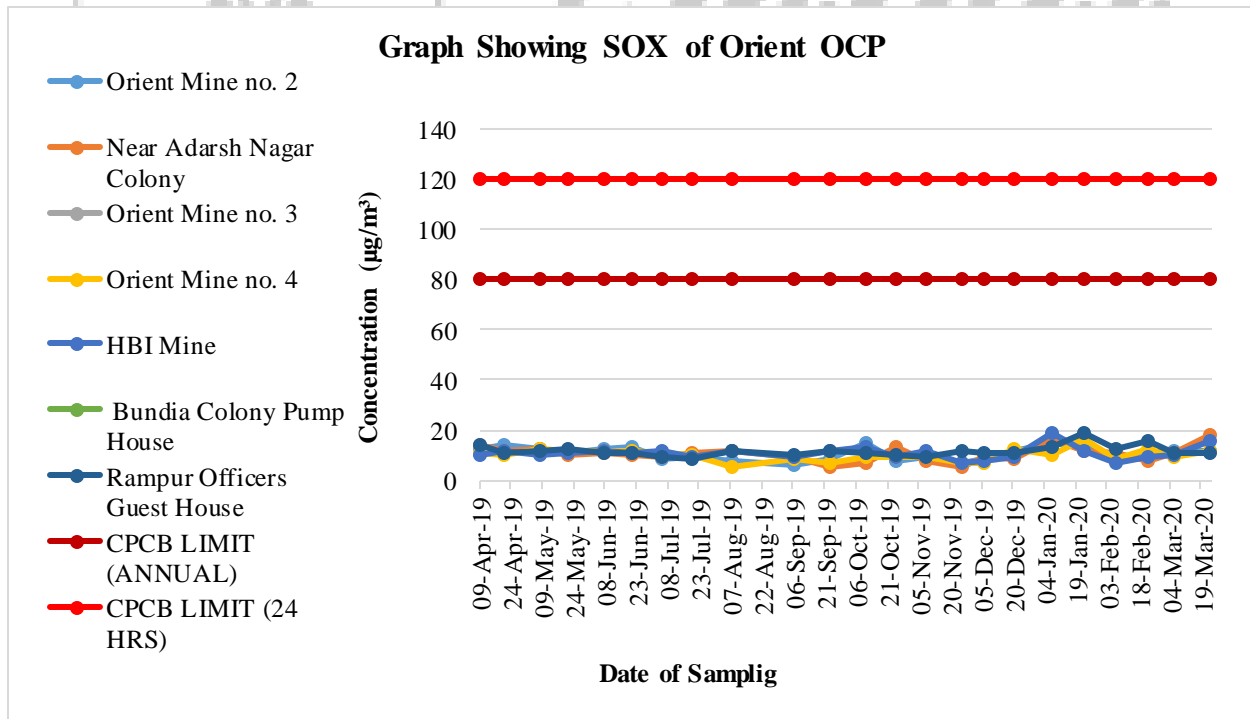 Graph Showing SOX of Orient OCP
Orient Mine no. 2
Near Adarsh Nagar
Colony
Orient Mine no. 3
Orient Mine no. 4
HBI Mine
Bundia Colony Pump
House
Rampur Officers
Guest House
CPCB LIMIT
(ANNUAL)
CPCB LIMIT (24
HRS)
Concentration (µg/m³)
140
120
100
80
60
40
20
0
09-Apr-19
24-Apr-19
09-May-19
24-May-19
08-Jun-19
23-Jun-19
08-Jul-19
23-Jul-19
07-Aug-19
22-Aug-19
06-Sep-19
21-Sep-19
06-Oct-19
21-Oct-19
05-Nov-19
20-Nov-19
05-Dec-19
20-Dec-19
04-Jan-20
19-Jan-20
03-Feb-20
18-Feb-20
04-Mar-20
19-Mar-20
Date of Samplig